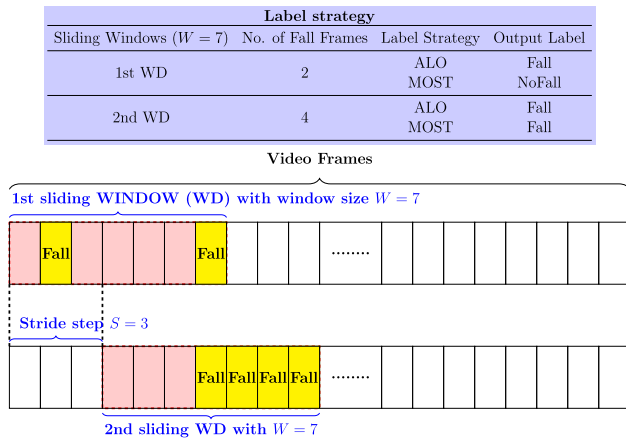 Label strategy
Sliding Windows (W = 7) No. of Fall Frames Label Strategy Output Label
1st WD 2 ALO Fall
MOST NoFall
2nd WD 4 ALO Fall
MOST Fall
Video Frames
1st sliding WINDOW (WD) with window size W = 7
Fall Fall ........
Stride step S = 3
Fall Fall Fall Fall ........
2nd sliding WD with W = 7